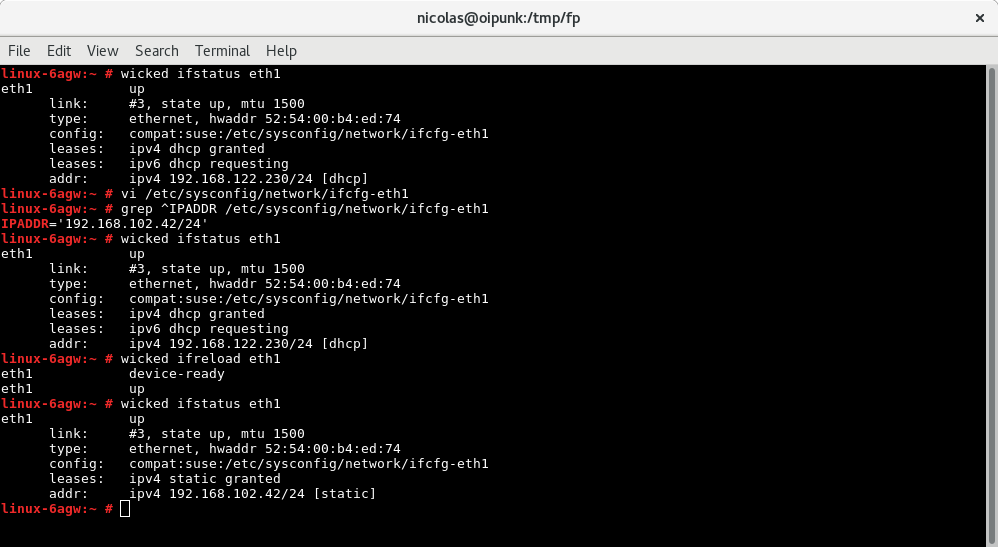 nicolas@oipunk:/tmp/fp
File Edit View Search Terminal Help
linux-6agw:~ # wicked ifstatus eth1
eth1            up
      link:     #3, state up, mtu 1500
      type:     ethernet, hwaddr 52:54:00:b4:ed:74
      config:   compat:suse:/etc/sysconfig/network/ifcfg-eth1
      leases:   ipv4 dhcp granted
      leases:   ipv6 dhcp requesting
      addr:     ipv4 192.168.122.230/24 [dhcp]
linux-6agw:~ # vi /etc/sysconfig/network/ifcfg-eth1
linux-6agw:~ # grep ^IPADDR /etc/sysconfig/network/ifcfg-eth1
IPADDR='192.168.102.42/24'
linux-6agw:~ # wicked ifstatus eth1
eth1            up
      link:     #3, state up, mtu 1500
      type:     ethernet, hwaddr 52:54:00:b4:ed:74
      config:   compat:suse:/etc/sysconfig/network/ifcfg-eth1
      leases:   ipv4 dhcp granted
      leases:   ipv6 dhcp requesting
      addr:     ipv4 192.168.122.230/24 [dhcp]
linux-6agw:~ # wicked ifreload eth1
eth1            device-ready
eth1            up
linux-6agw:~ # wicked ifstatus eth1
eth1            up
      link:     #3, state up, mtu 1500
      type:     ethernet, hwaddr 52:54:00:b4:ed:74
      config:   compat:suse:/etc/sysconfig/network/ifcfg-eth1
      leases:   ipv4 static granted
      addr:     ipv4 192.168.102.42/24 [static]
linux-6agw:~ #